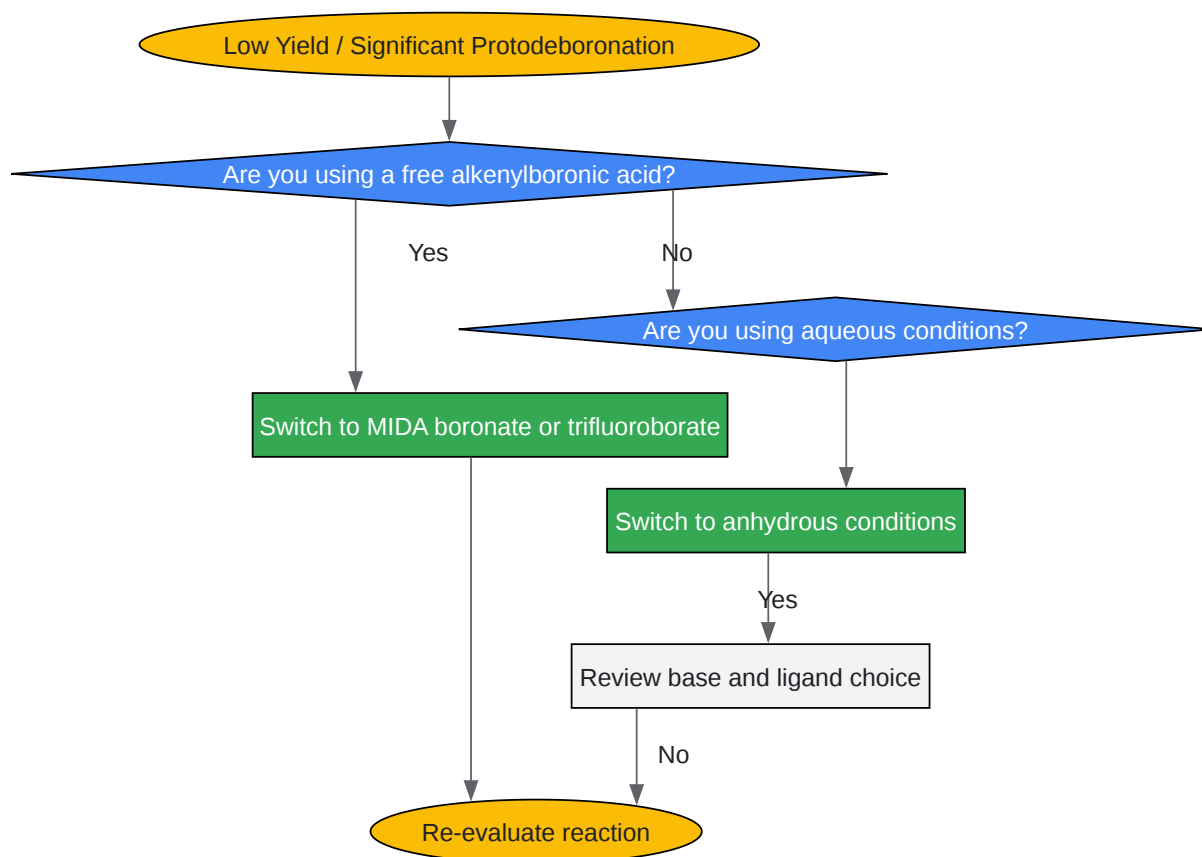 Low Yield / Significant Protodeboronation
Are you using a free alkenylboronic acid?
Yes
No
Are you using aqueous conditions?
Switch to MIDA boronate or trifluoroborate
Switch to anhydrous conditions
Yes
Review base and ligand choice
No
Re-evaluate reaction